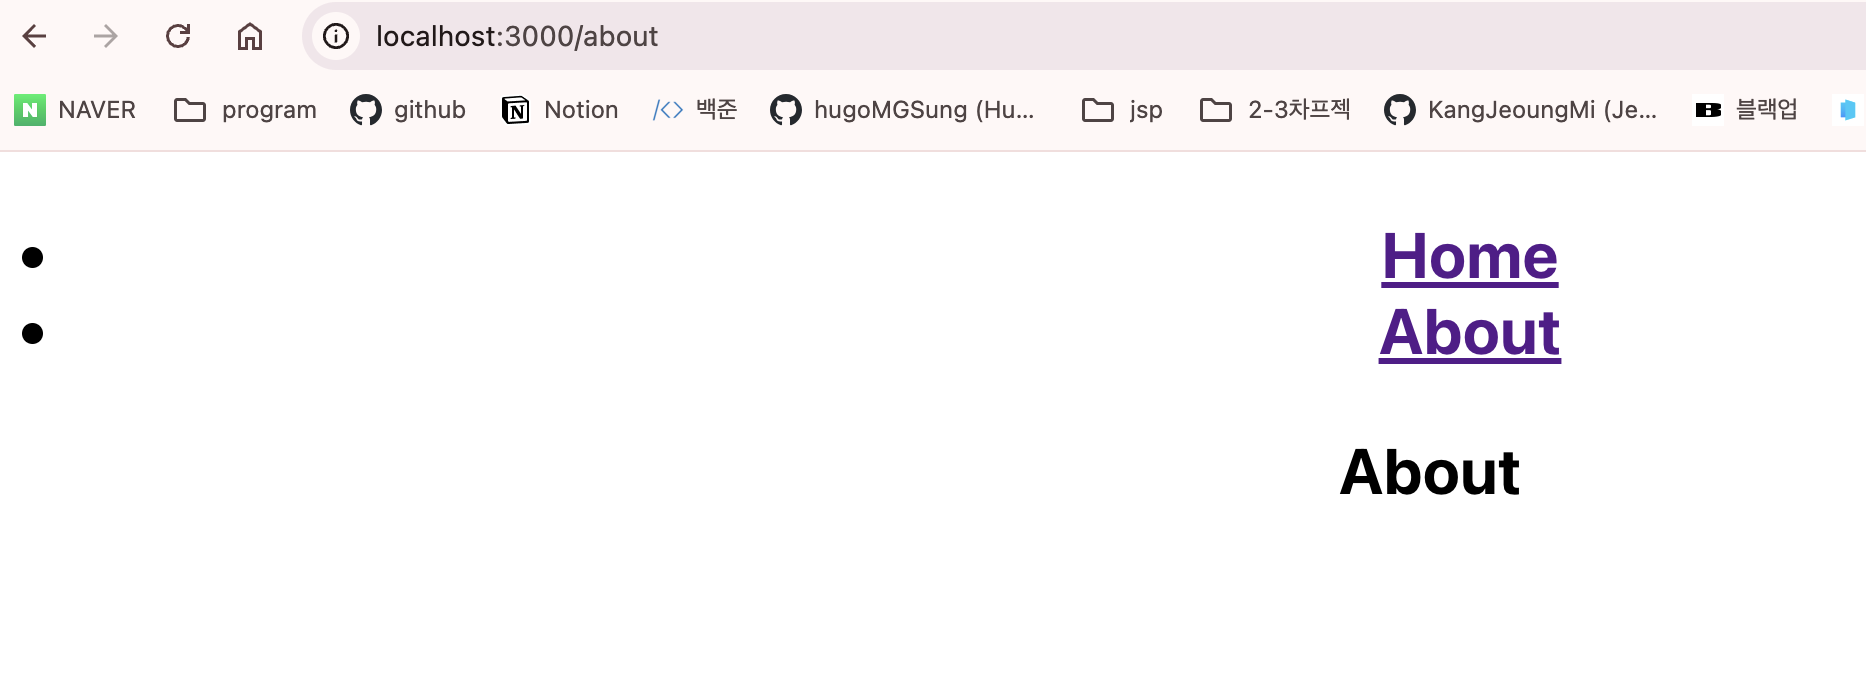 localhost:3000/about
N NAVER program github Notion 백준 hugoMGSung (Hu... jsp 2-3차프젝 KangJeoungMi (Je... 블랙업
Home
About
About